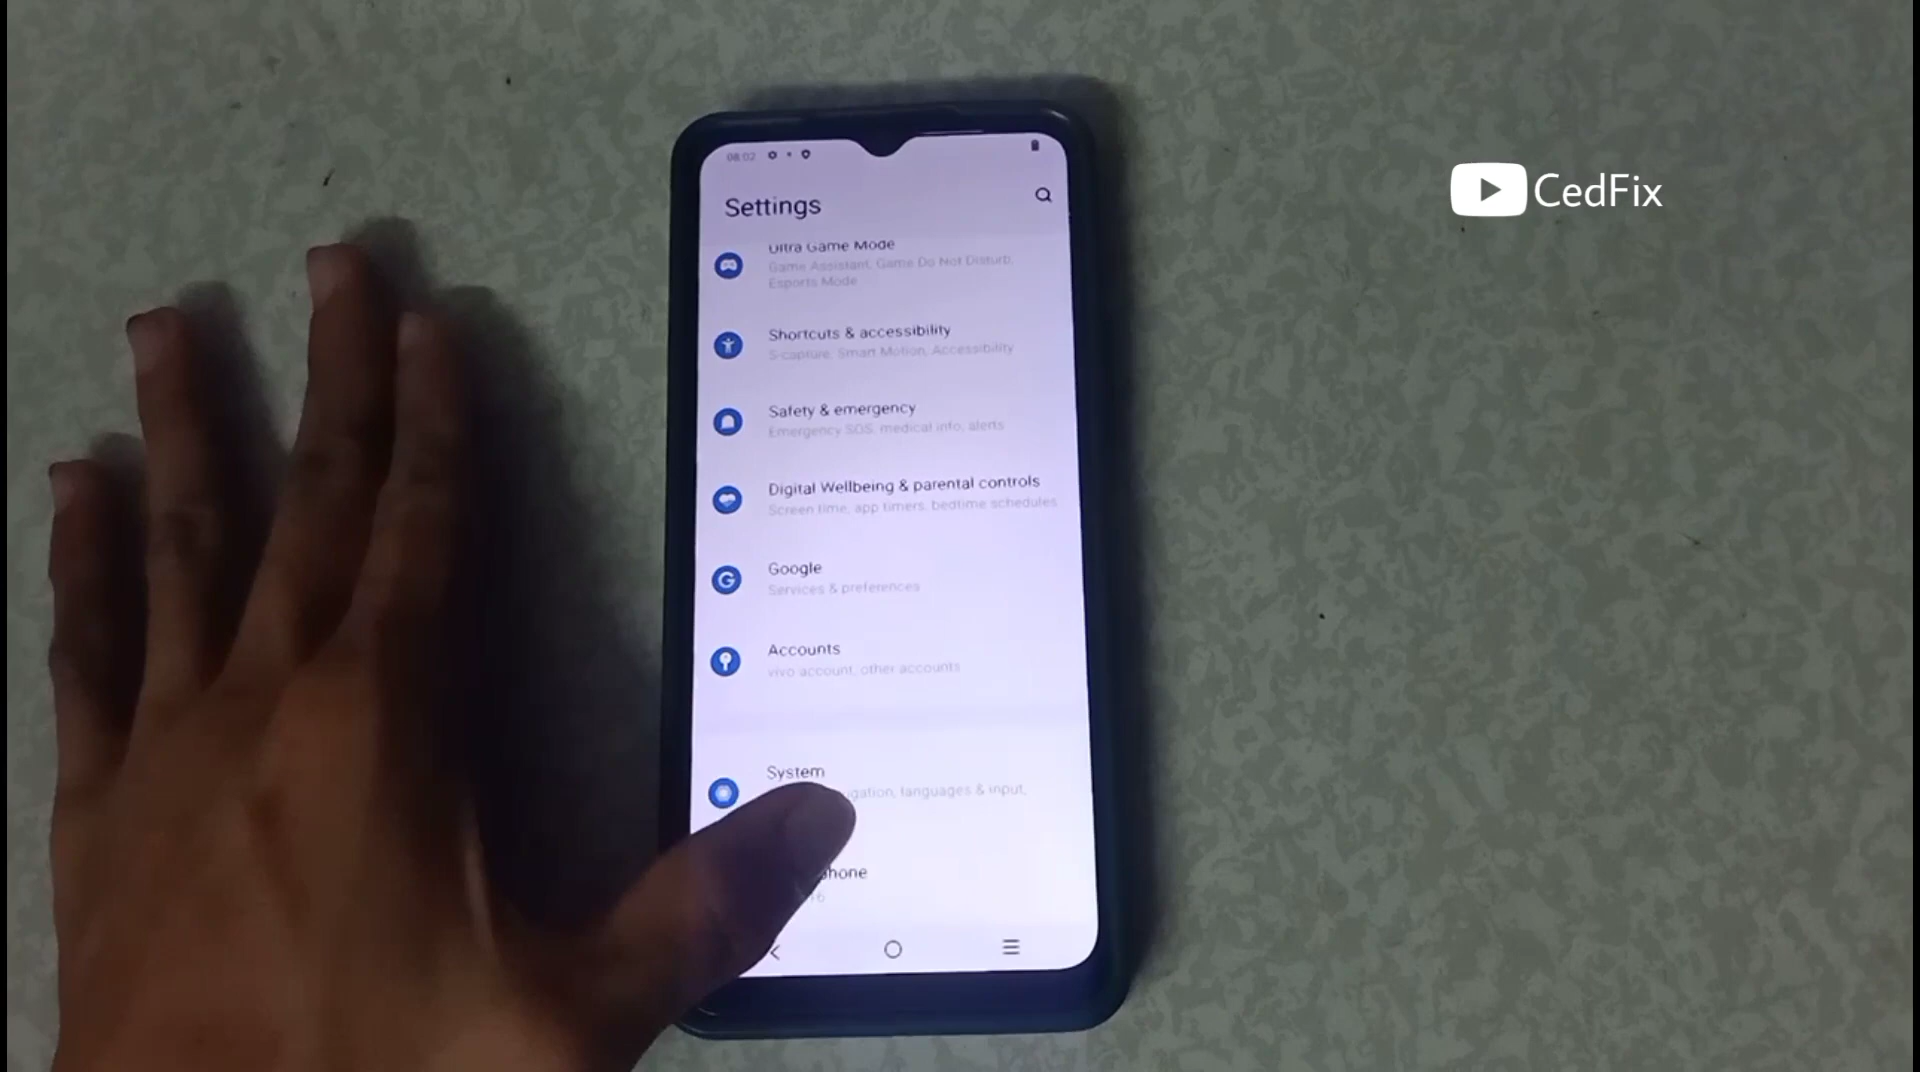 08:02
CedFix
Settings
Ultra Game Mode
Game Assistant, Game Do Not Disturb,
Esports Mode
Shortcuts & accessibility
S-capture, Smart Motion, Accessibility
Safety & emergency
Emergency SOS, medical info, alerts
Digital Wellbeing & parental controls
Screen time, app timers, bedtime schedules
Google
Services & preferences
Accounts
vivo account, other accounts
System
languages & input,
phone